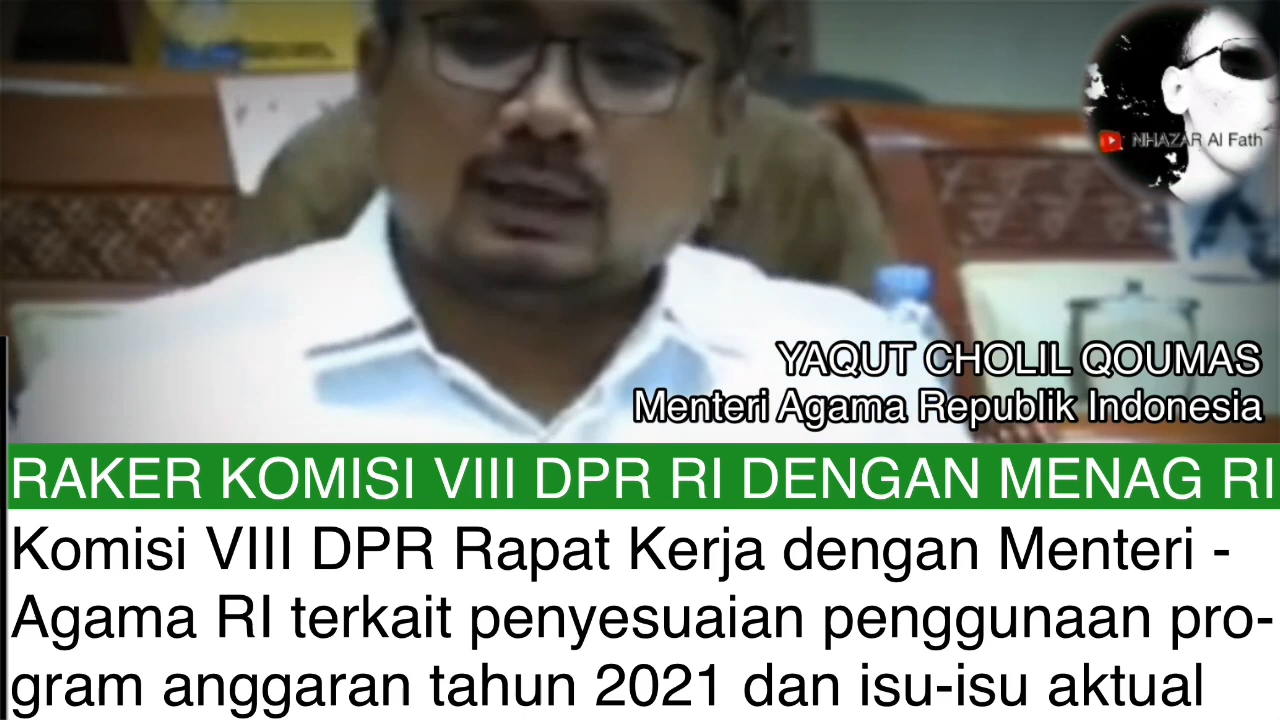 NHAZAR Al Fath
YAQUT CHOLIL QOUMAS
Menteri Agama Republik Indonesia
RAKER KOMISI VIII DPR RI DENGAN MENAG RI
Komisi VIII DPR Rapat Kerja dengan Menteri -
Agama RI terkait penyesuaian penggunaan pro-
gram anggaran tahun 2021 dan isu-isu aktual